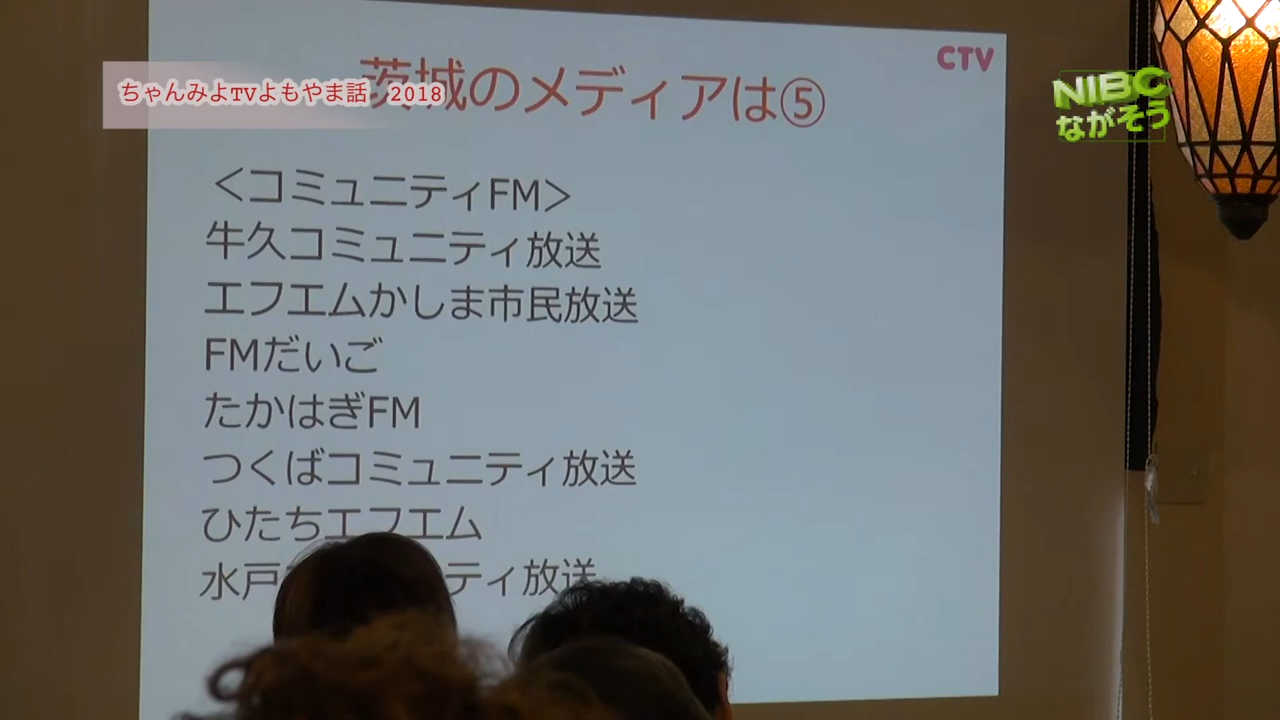 CTV
茨城のメディアは⑤
ちゃんみよTVよもやま話 2018
NIBC
ながそう
＜コミュニティFM＞
牛久コミュニティ放送
エフエムかしま市民放送
FMだいご
たかはぎFM
つくばコミュニティ放送
ひたちエフエム
水戸 ティ放送